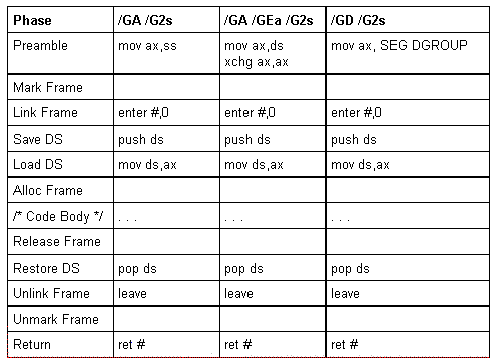 Phase /GA /G2s /GA /GEa /G2s /GD /G2s
Preamble mov ax,ss mov ax,ds mov ax, SEG DGROUP
xchg ax,ax
Mark Frame
Link Frame enter #,0 enter #,0 enter #,0
Save DS push ds push ds push ds
Load DS mov ds,ax mov ds,ax mov ds,ax
Alloc Frame
/* Code Body */ . . . . . . . . .
Release Frame
Restore DS pop ds pop ds pop ds
Unlink Frame leave leave leave
Unmark Frame
Return ret # ret # ret #